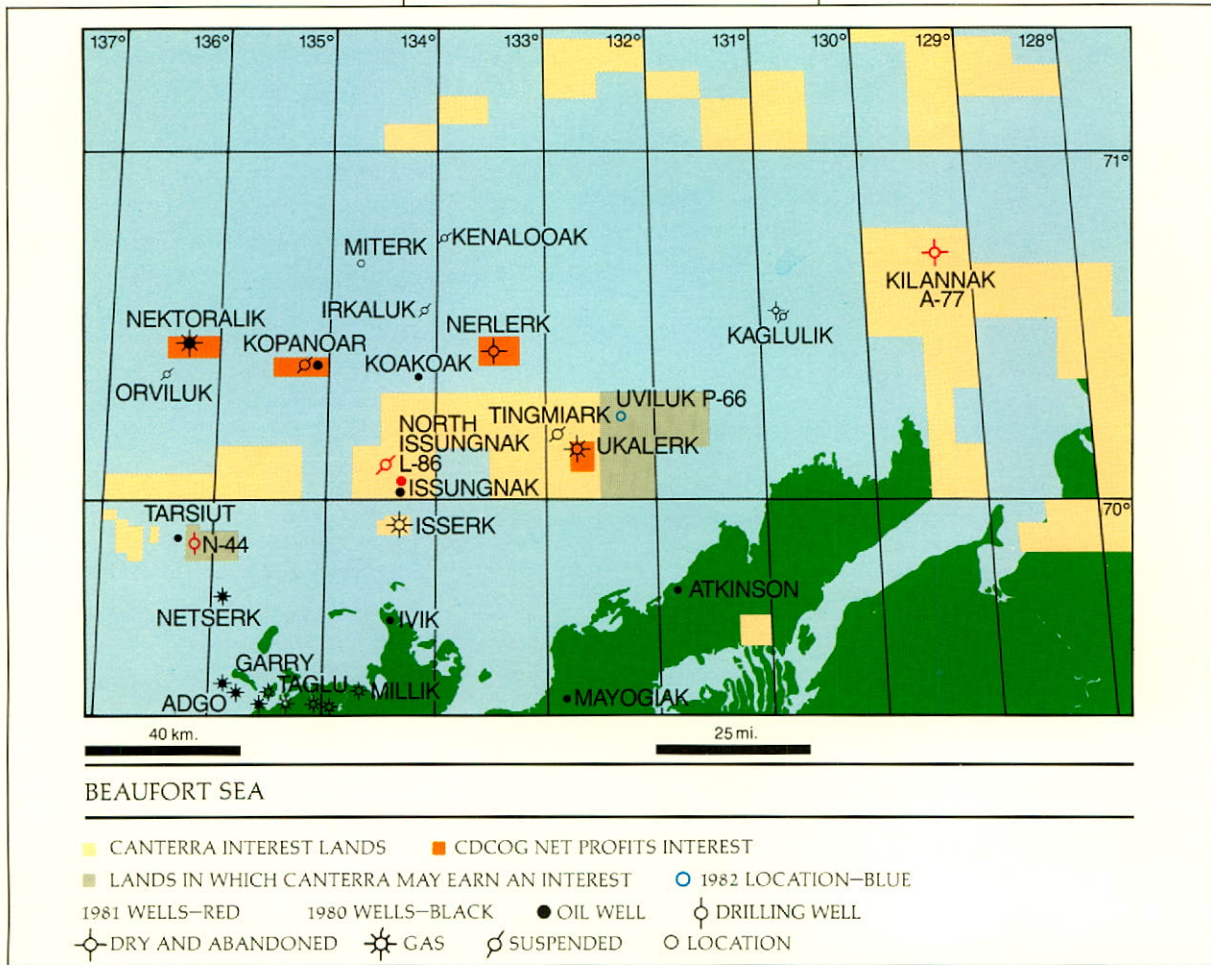 137° 136° 135° 134° 133° 132° 131° 130° 129° 128°
71°
KENALOOAK
MITERK
KILANNAK
A-77
IRKALUK
NEKTORALIK
NERLERK
KAGLULIK
KOPANOAR
KOAKOAK
ORVILUK
UVILUK P-66
TINGMIARK
NORTH
ISSUNGNAK
UKALERK
L-86
ISSUNGNAK
70°
TARSIUT
ISSERK
N-44
ATKINSON
NETSERK
IVIK
GARRY
TAGLU
MILLIK
ADGO
MAYOGIAK
40 km.
25 mi.
BEAUFORT SEA
CANTERRA INTEREST LANDS
CDCOG NET PROFITS INTEREST
LANDS IN WHICH CANTERRA MAY EARN AN INTEREST
1982 LOCATION–BLUE
1981 WELLS–RED
1980 WELLS–BLACK
OIL WELL
DRILLING WELL
DRY AND ABANDONED
GAS
SUSPENDED
LOCATION